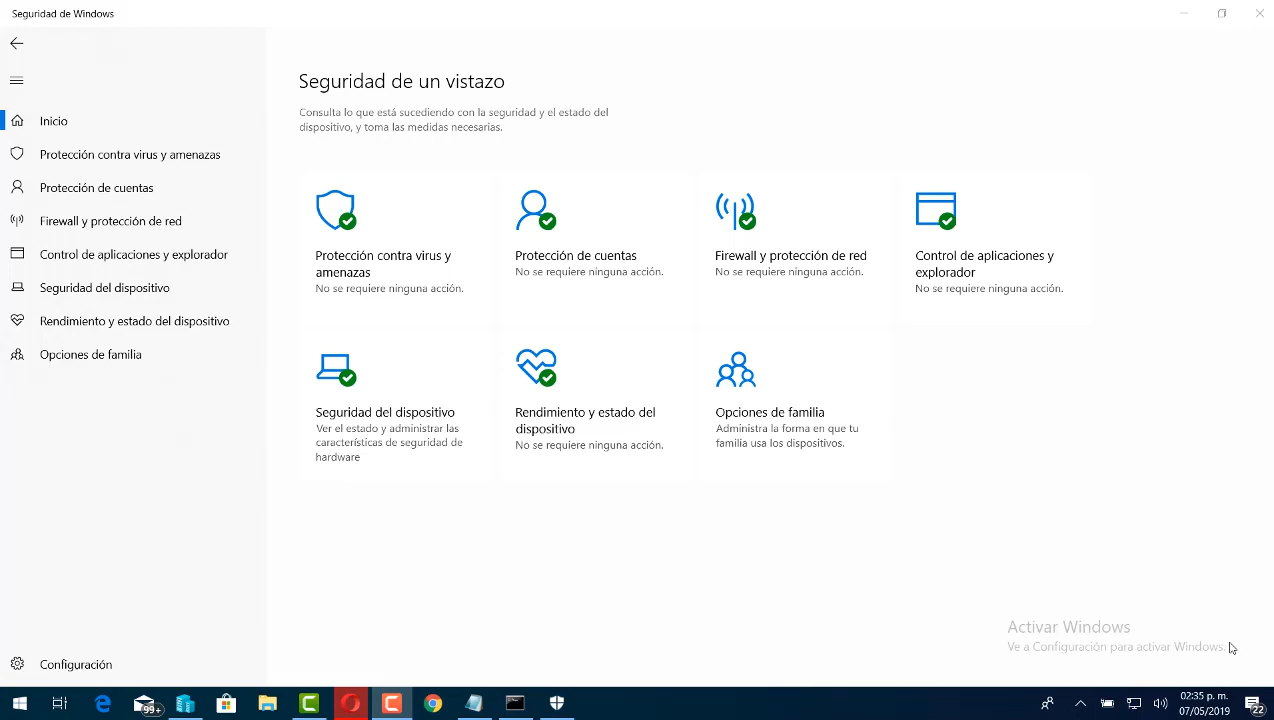 Seguridad de Windows
Inicio
Protección contra virus y amenazas
Protección de cuentas
Firewall y protección de red
Control de aplicaciones y explorador
Seguridad del dispositivo
Rendimiento y estado del dispositivo
Opciones de familia
Configuración
Seguridad de un vistazo
Consulta lo que está sucediendo con la seguridad y el estado del
dispositivo, y toma las medidas necesarias.
Protección contra virus y
amenazas
No se requiere ninguna acción.
Protección de cuentas
No se requiere ninguna acción.
Firewall y protección de red
No se requiere ninguna acción.
Control de aplicaciones y
explorador
No se requiere ninguna acción.
Seguridad del dispositivo
Ver el estado y administrar las
características de seguridad de
hardware
Rendimiento y estado del
dispositivo
No se requiere ninguna acción.
Opciones de familia
Administra la forma en que tu
familia usa los dispositivos.
Activar Windows
Ve a Configuración para activar Windows.
99+
02:35 p. m.
07/05/2019
22